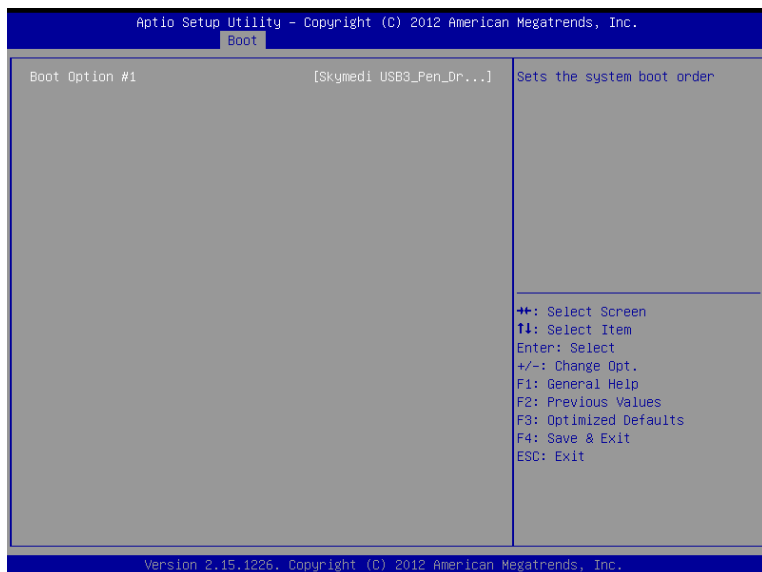 Aptio Setup Utility – Copyright (C) 2012 American Megatrends, Inc.
Boot
Boot Option #1 [Skymedi USB3_Pen_Dr...]
Sets the system boot order
→←: Select Screen
↑↓: Select Item
Enter: Select
+/-: Change Opt.
F1: General Help
F2: Previous Values
F3: Optimized Defaults
F4: Save & Exit
ESC: Exit
Version 2.15.1226. Copyright (C) 2012 American Megatrends, Inc.